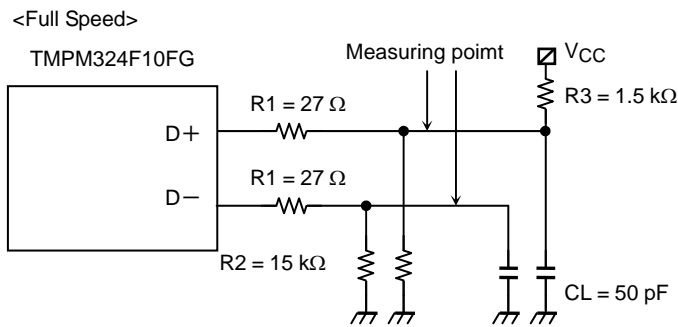 <Full Speed>
TMPM324F10FG
Measuring poimt
VCC
R3 = 1.5 kΩ
R1 = 27 Ω
D+
R1 = 27 Ω
D−
R2 = 15 kΩ
CL = 50 pF